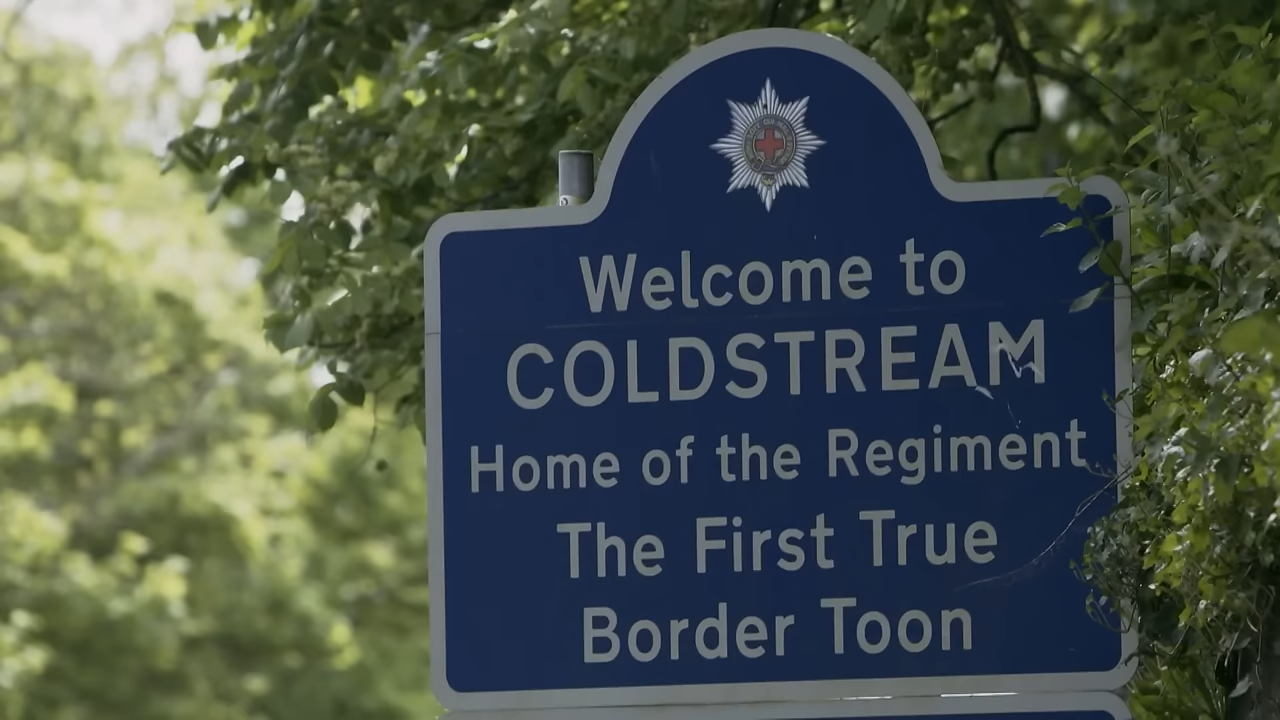 Welcome to
COLDSTREAM
Home of the Regiment
The First True
Border Toon